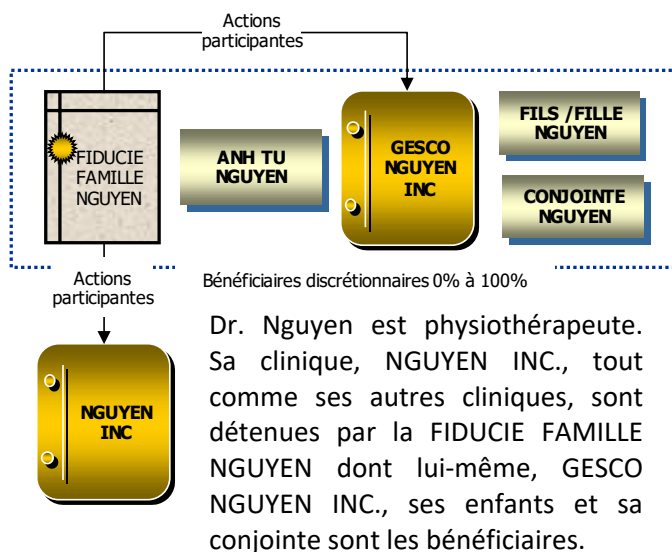 Actions
participantes
FIDUCIE
FAMILLE
NGUYEN
ANH TU
NGUYEN
GESCO
NGUYEN
INC
FILS /FILLE
NGUYEN
CONJOINTE
NGUYEN
Actions
participantes
Bénéficiaires discrétionnaires 0% à 100%
NGUYEN
INC
Dr. Nguyen est physiothérapeute.
Sa clinique, NGUYEN INC., tout
comme ses autres cliniques, sont
détenues par la FIDUCIE FAMILLE
NGUYEN dont lui-même, GESCO
NGUYEN INC., ses enfants et sa
conjointe sont les bénéficiaires.